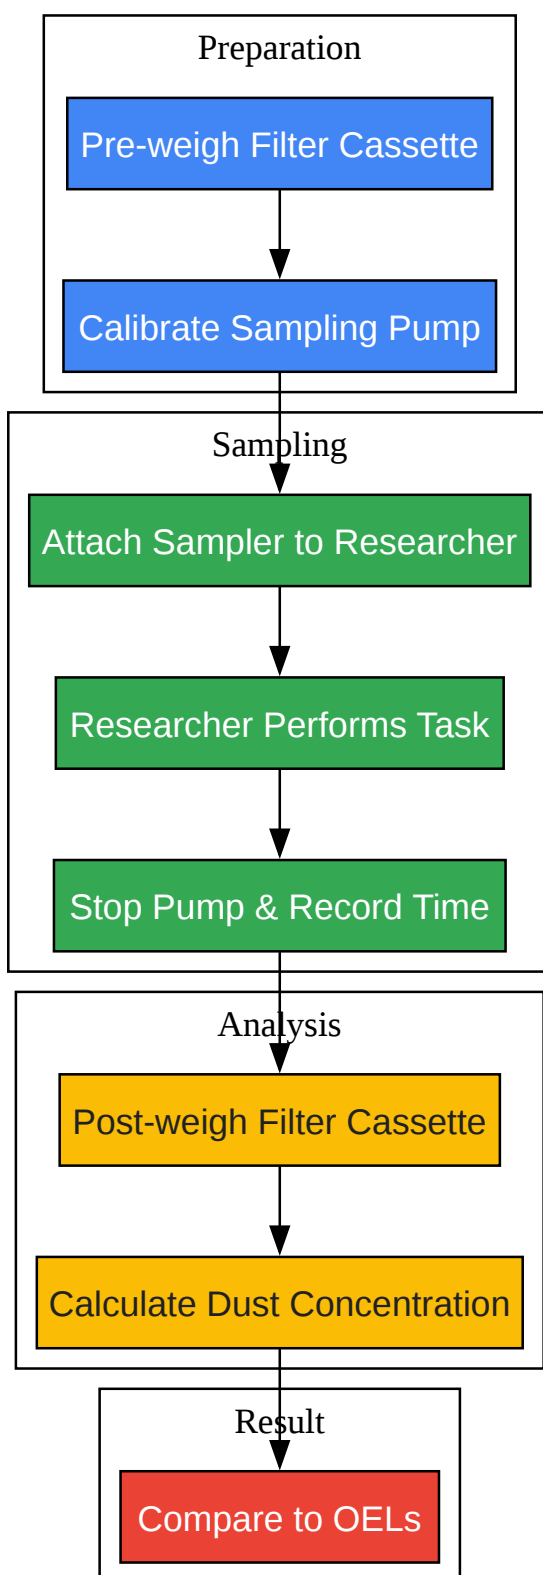 Preparation
Pre-weigh Filter Cassette
Calibrate Sampling Pump
Sampling
Attach Sampler to Researcher
Researcher Performs Task
Stop Pump & Record Time
Analysis
Post-weigh Filter Cassette
Calculate Dust Concentration
Result
Compare to OELs